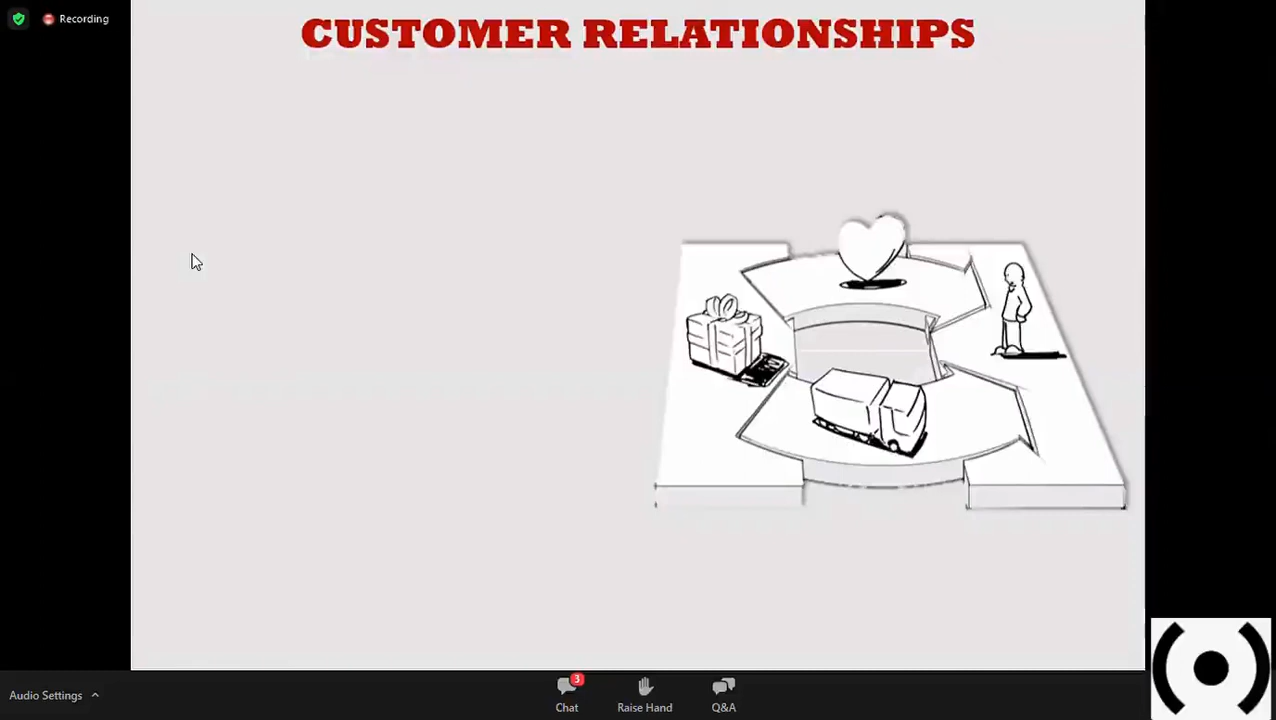 Recording
CUSTOMER RELATIONSHIPS
Audio Settings
3
Chat
Raise Hand
Q&A